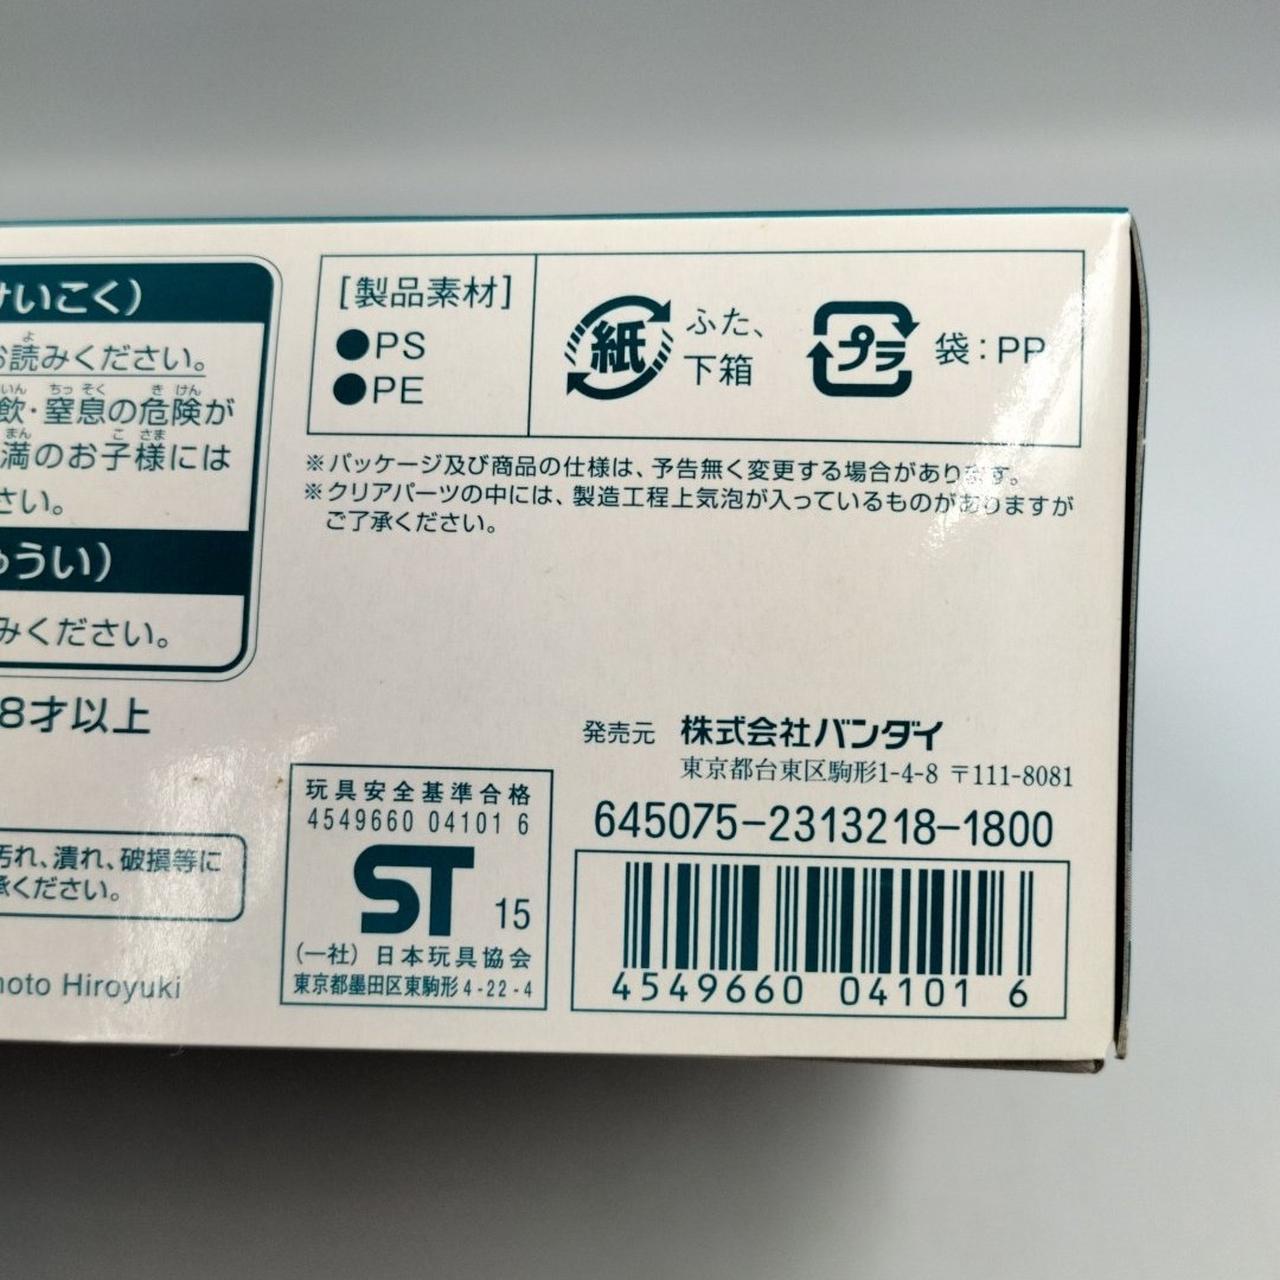 けいこく）
お読みください。
飲・窒息の危険が
満のお子様には
さい。
ゅうい）
みください。
8才以上
汚れ、潰れ、破損等に
承ください。
moto Hiroyuki
[製品素材]
●PS
●PE
紙
ふた、
下箱
プラ
袋：PP
※パッケージ及び商品の仕様は、予告無く変更する場合があります。
※クリアパーツの中には、製造工程上気泡が入っているものがありますが
ご了承ください。
発売元 株式会社バンダイ
東京都台東区駒形1-4-8 〒111-8081
645075-2313218-1800
4549660 04101 6
玩具安全基準合格
4549660 04101 6
ST 15
(一社) 日本玩具協会
東京都墨田区東駒形4-22-4